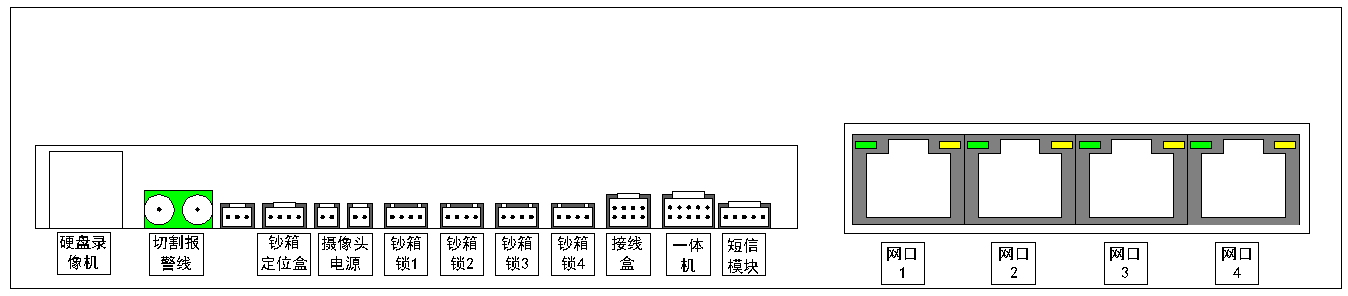 硬盘录
像机
切割报
警线
钞箱
定位盒
摄像头
电源
钞箱
锁1
钞箱
锁2
钞箱
锁3
钞箱
锁4
接线
盒
一体
机
短信
模块
网口
1
网口
2
网口
3
网口
4